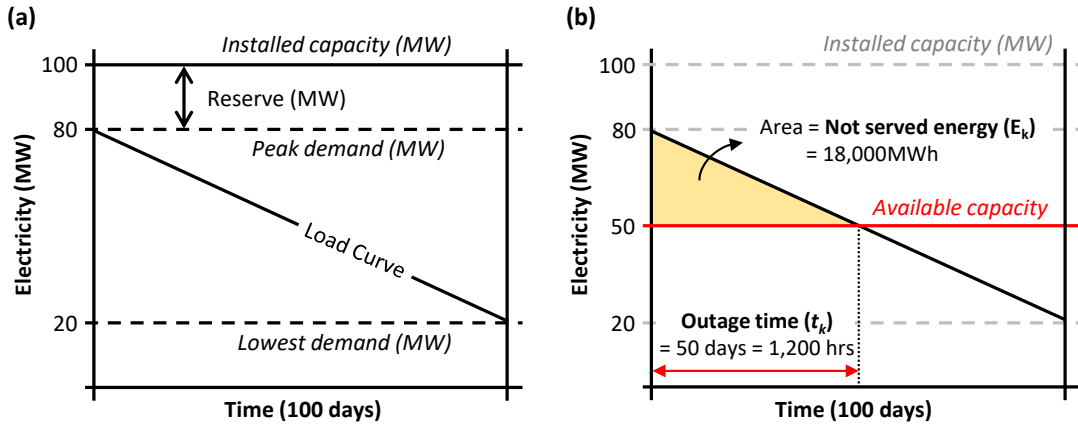 (a)
Installed capacity (MW)
100
Reserve (MW)
80
Peak demand (MW)
Load Curve
20
Lowest demand (MW)
Electricity (MW)
Time (100 days)
(b)
Installed capacity (MW)
100
80
Area = Not served energy (Eₖ)
= 18,000MWh
Available capacity
50
20
Outage time (tₖ)
= 50 days = 1,200 hrs
Electricity (MW)
Time (100 days)